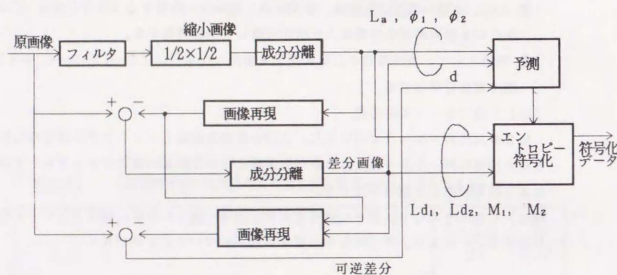 縮小画像
Lₐ , φ₁ , φ₂
原画像
フィルタ
1/2×1/2
成分分離
予測
d
+
−
画像再現
エン
トロピー
符号化
符号化
データ
成分分離
差分画像
Ld₁, Ld₂, M₁, M₂
+
−
画像再現
可逆差分